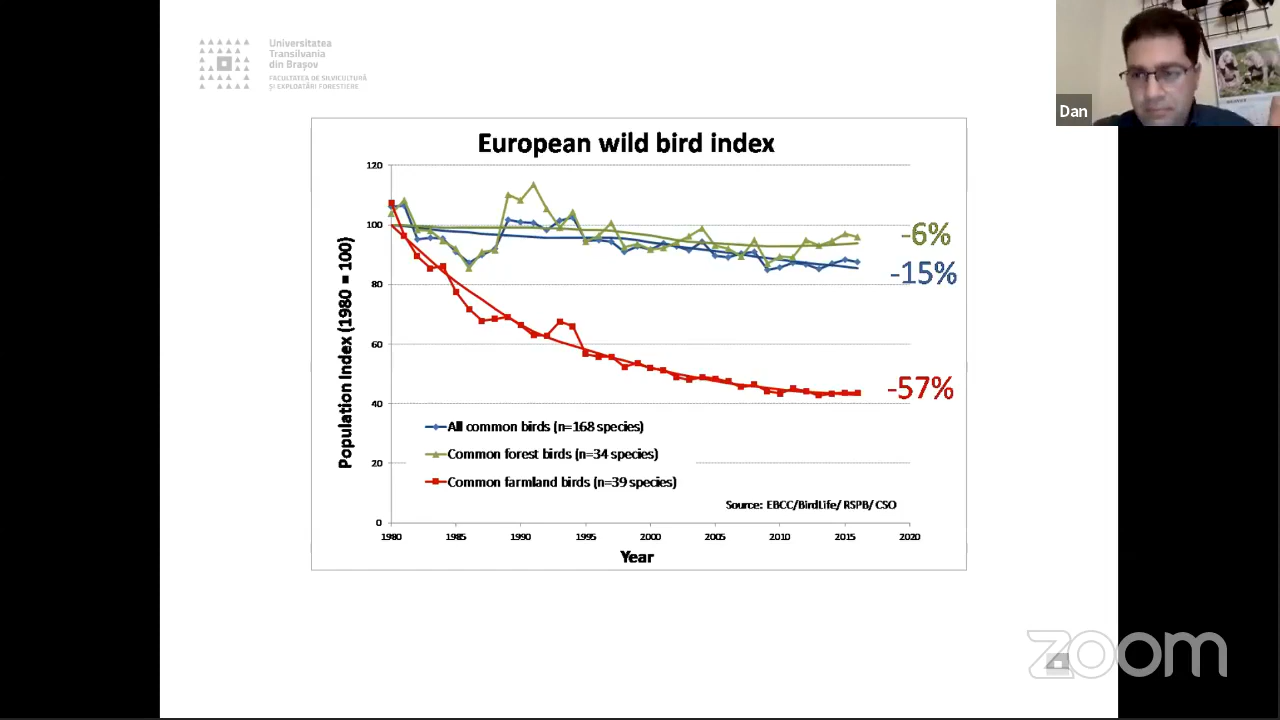 Universitatea
Transilvania
din Brașov
FACULTATEA DE SILVICULTURĂ
ȘI EXPLOATĂRI FORESTIERE
Dan
European wild bird index
120
100
80
60
40
20
0
Population Index (1980 = 100)
-6%
-15%
-57%
All common birds (n=168 species)
Common forest birds (n=34 species)
Common farmland birds (n=39 species)
Source: EBCC/BirdLife/ RSPB/ CSO
1980 1985 1990 1995 2000 2005 2010 2015 2020
Year
zoom